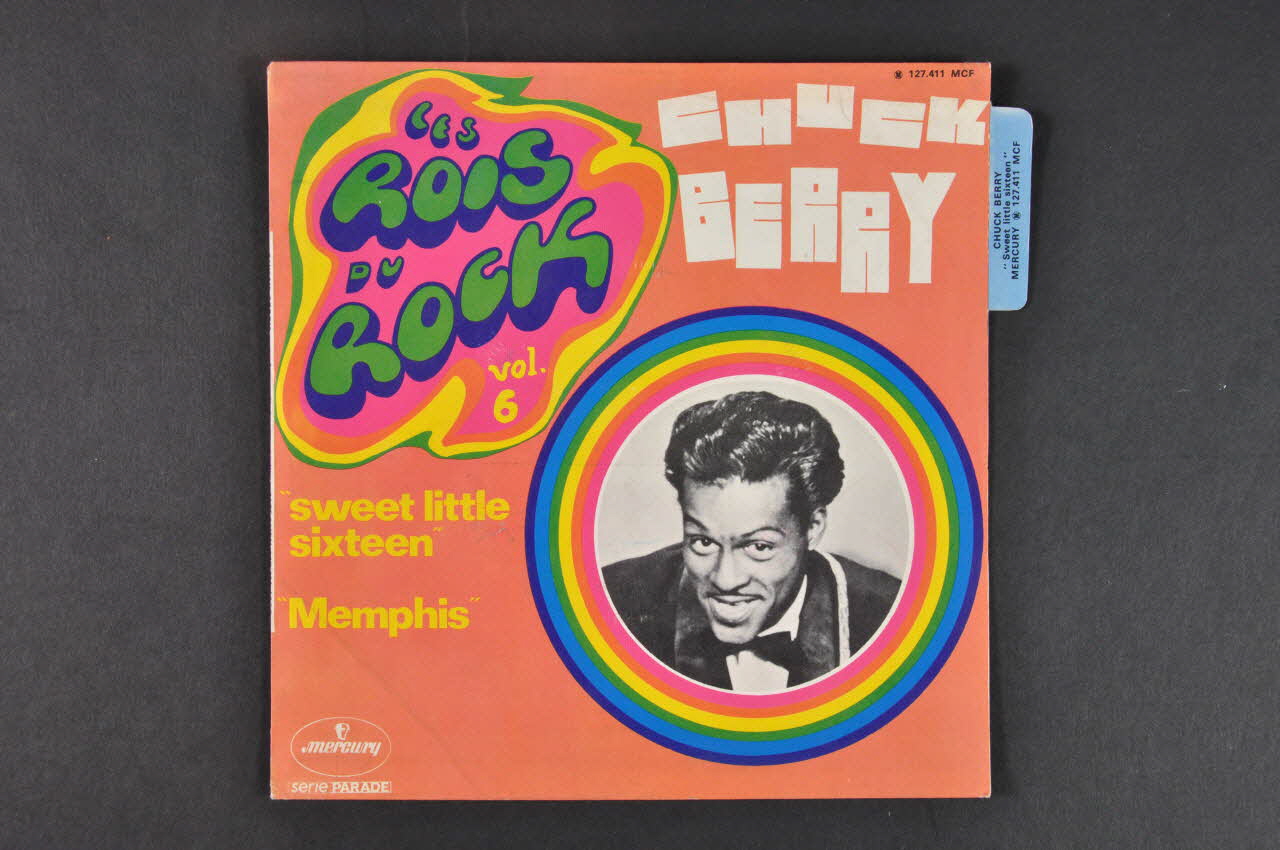 Ⓜ 127.411 MCF
LES
ROIS
DU
ROCK
vol.
6
CHUCK
BERRY
CHUCK BERRY
"Sweet little sixteen"
MERCURY Ⓜ 127.411 MCF
"sweet little
sixteen"
"Memphis"
mercury
serie PARADE